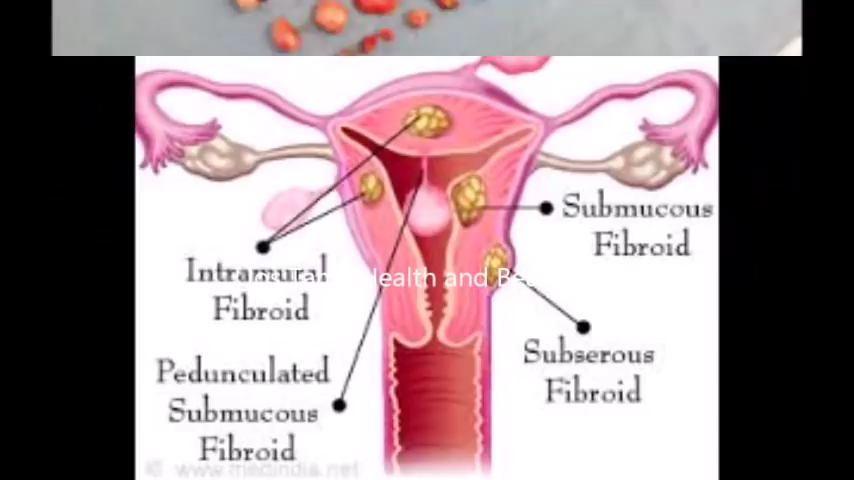 Submucous
Fibroid
Intramural
Fibroid
Health and
Subserous
Fibroid
Pedunculated
Submucous
Fibroid
© www.medindia.net